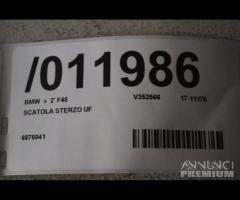 /011986
BMW » 2' F45 V352566 17-11176
SCATOLA STERZO UF
6876041
ANNUNCI
PREMIUM